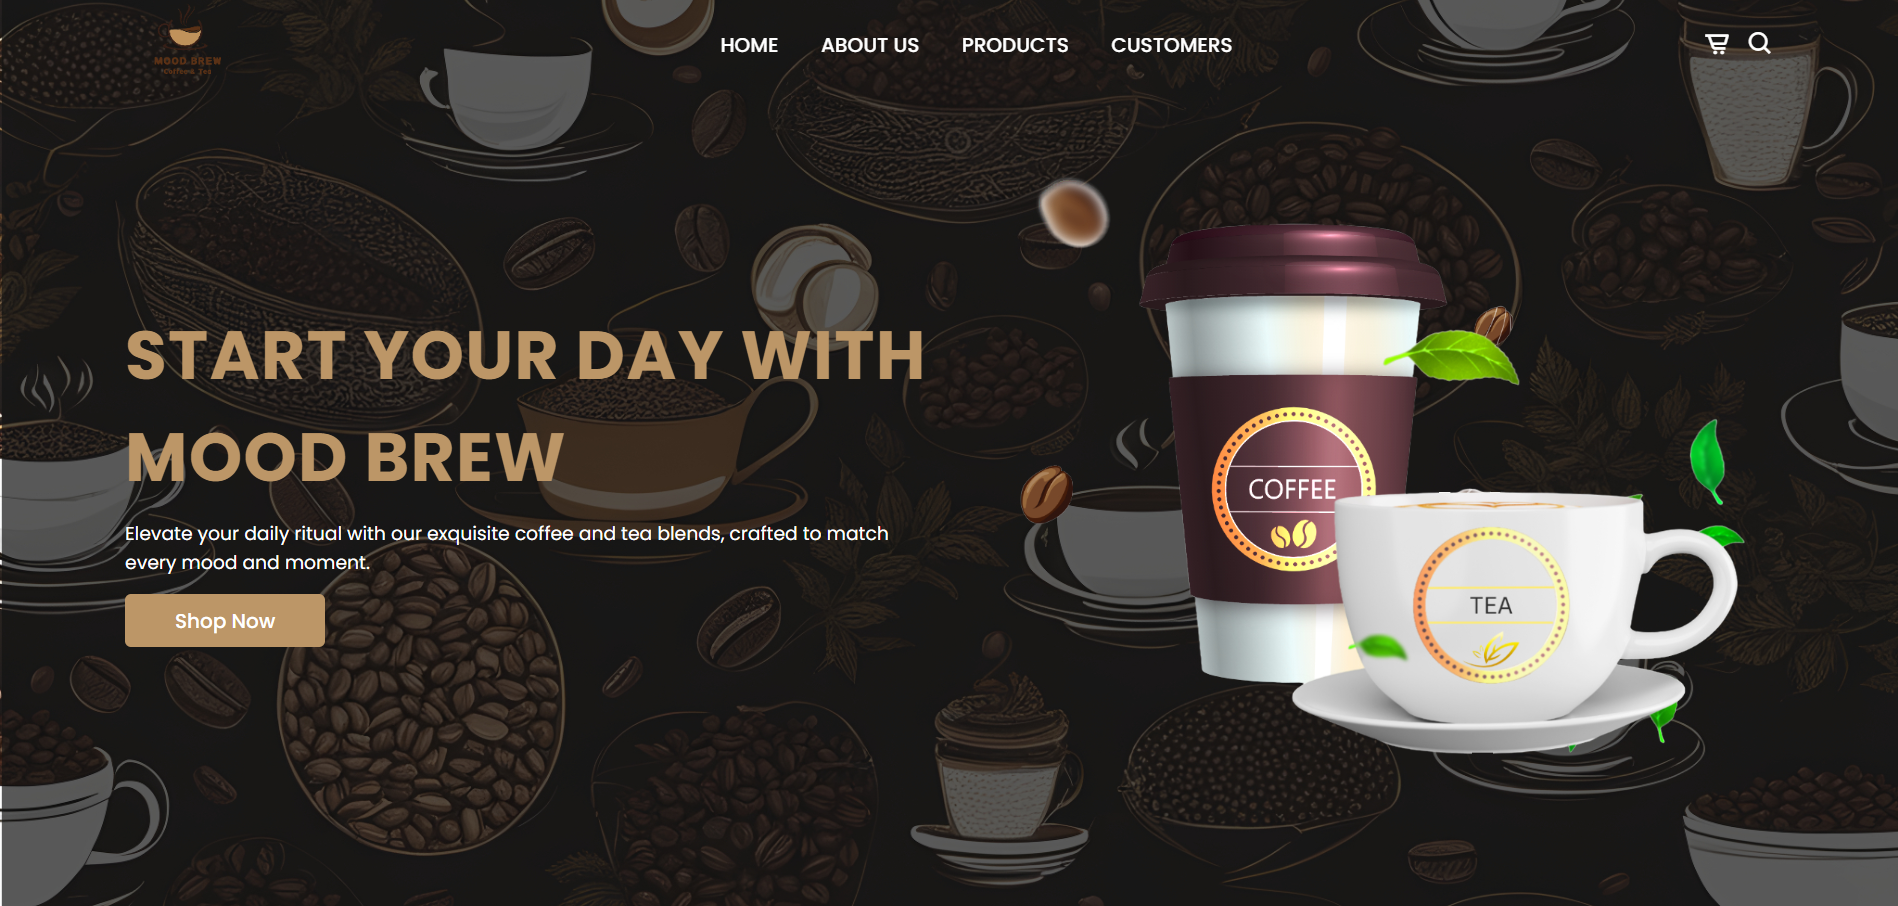 MOOD BREW
Coffee & Tea
HOME ABOUT US PRODUCTS CUSTOMERS
START YOUR DAY WITH
MOOD BREW
Elevate your daily ritual with our exquisite coffee and tea blends, crafted to match
every mood and moment.
Shop Now
COFFEE
TEA